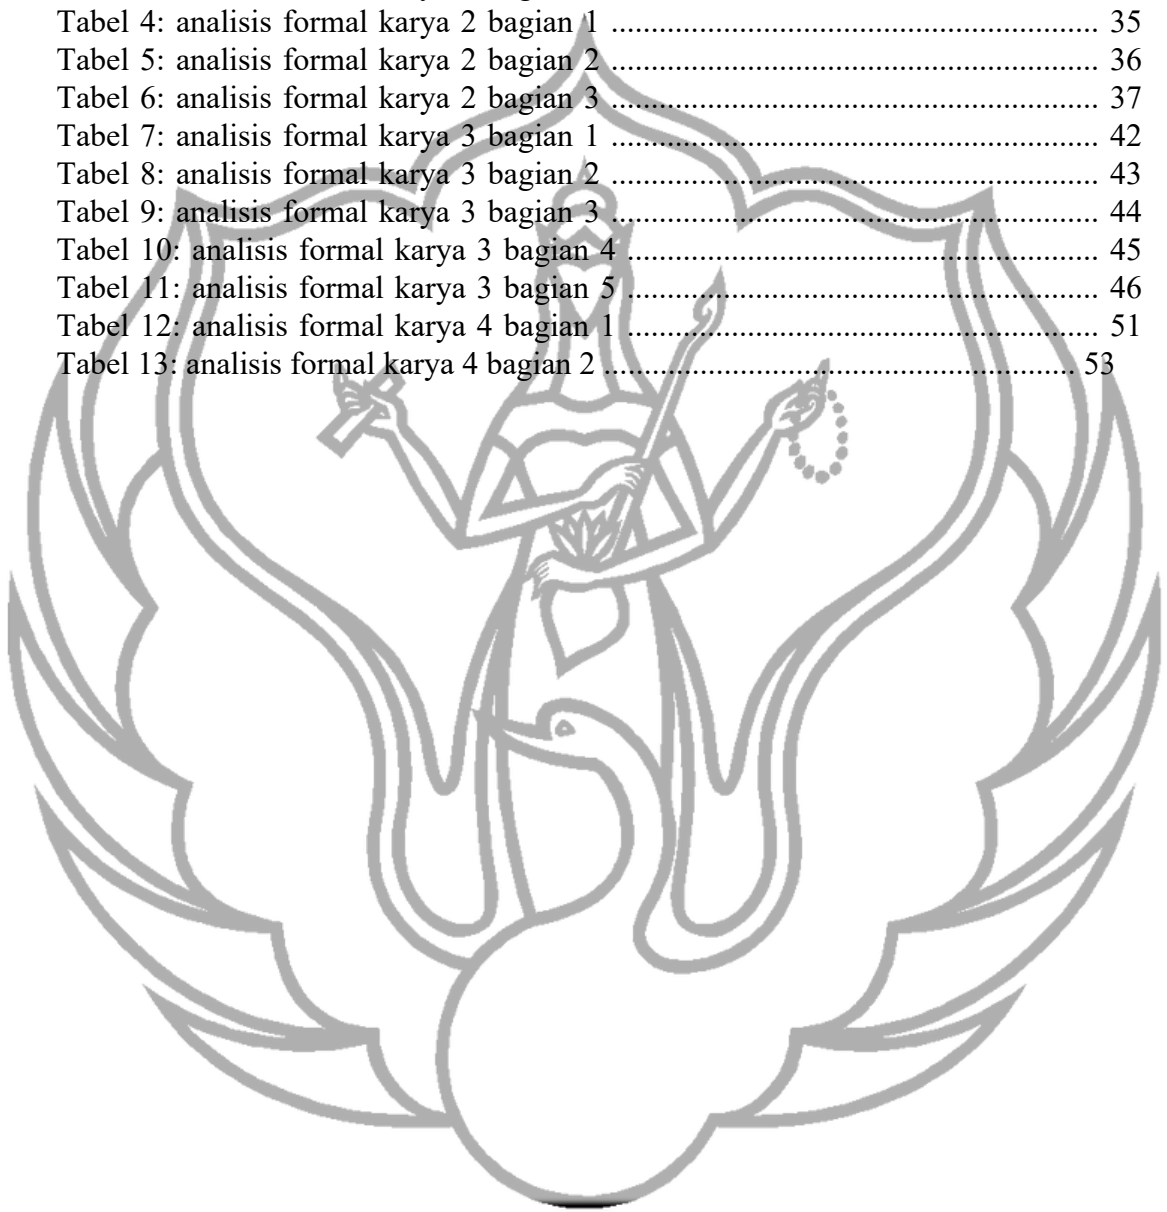 Tabel 4: analisis formal karya 2 bagian 1 ............................................................. 35
Tabel 5: analisis formal karya 2 bagian 2 ............................................................. 36
Tabel 6: analisis formal karya 2 bagian 3 ............................................................. 37
Tabel 7: analisis formal karya 3 bagian 1 ............................................................. 42
Tabel 8: analisis formal karya 3 bagian 2 ............................................................. 43
Tabel 9: analisis formal karya 3 bagian 3 ............................................................. 44
Tabel 10: analisis formal karya 3 bagian 4 ........................................................... 45
Tabel 11: analisis formal karya 3 bagian 5 ........................................................... 46
Tabel 12: analisis formal karya 4 bagian 1 ........................................................... 51
Tabel 13: analisis formal karya 4 bagian 2 ........................................................... 53